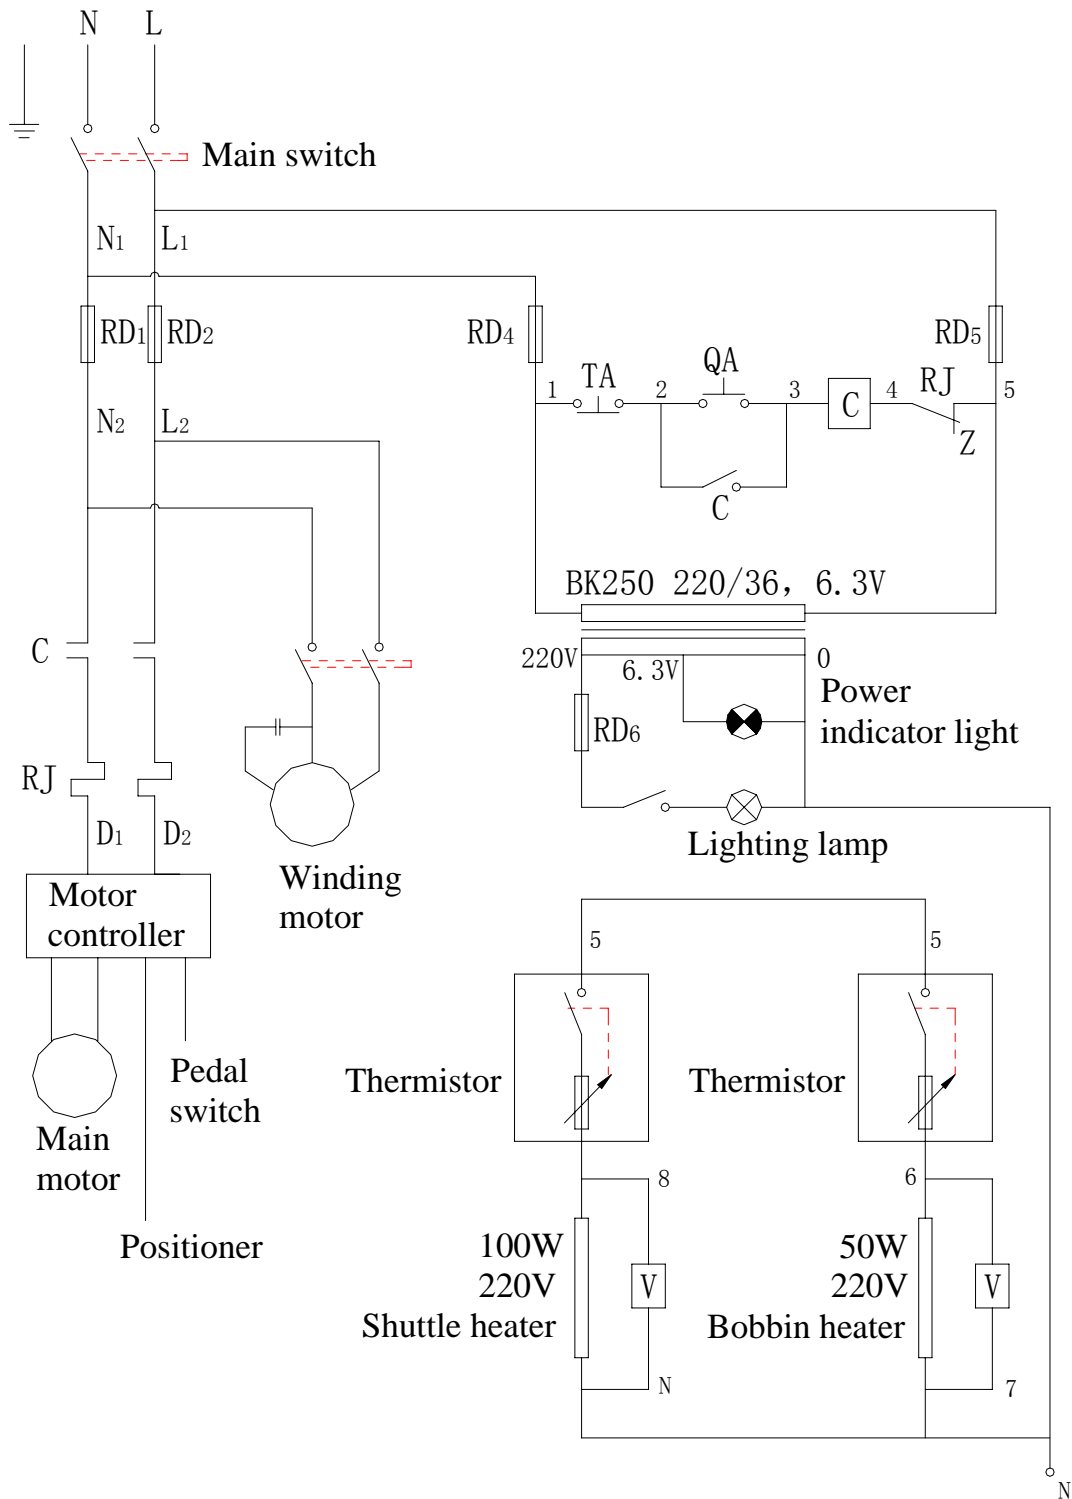 N L
Main switch
N1 L1
RD1 RD2 RD4 RD5
TA QA RJ
1 2 3 C 4 5
N2 L2 Z
C
BK250 220/36, 6.3V
C
220V 6.3V 0
Power
indicator light
RD6
RJ
D1 D2
Lighting lamp
Winding
motor
Motor
controller
5 5
Pedal
switch
Thermistor Thermistor
Main
motor
8 6
Positioner
100W
220V
Shuttle heater
V
50W
220V
Bobbin heater
V
N 7
N